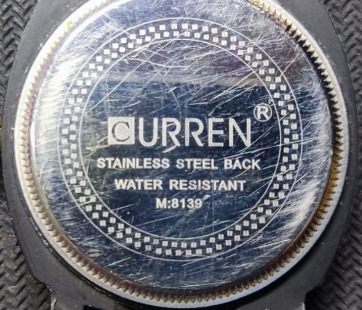 CURREN®
STAINLESS STEEL BACK
WATER RESISTANT
M:8139